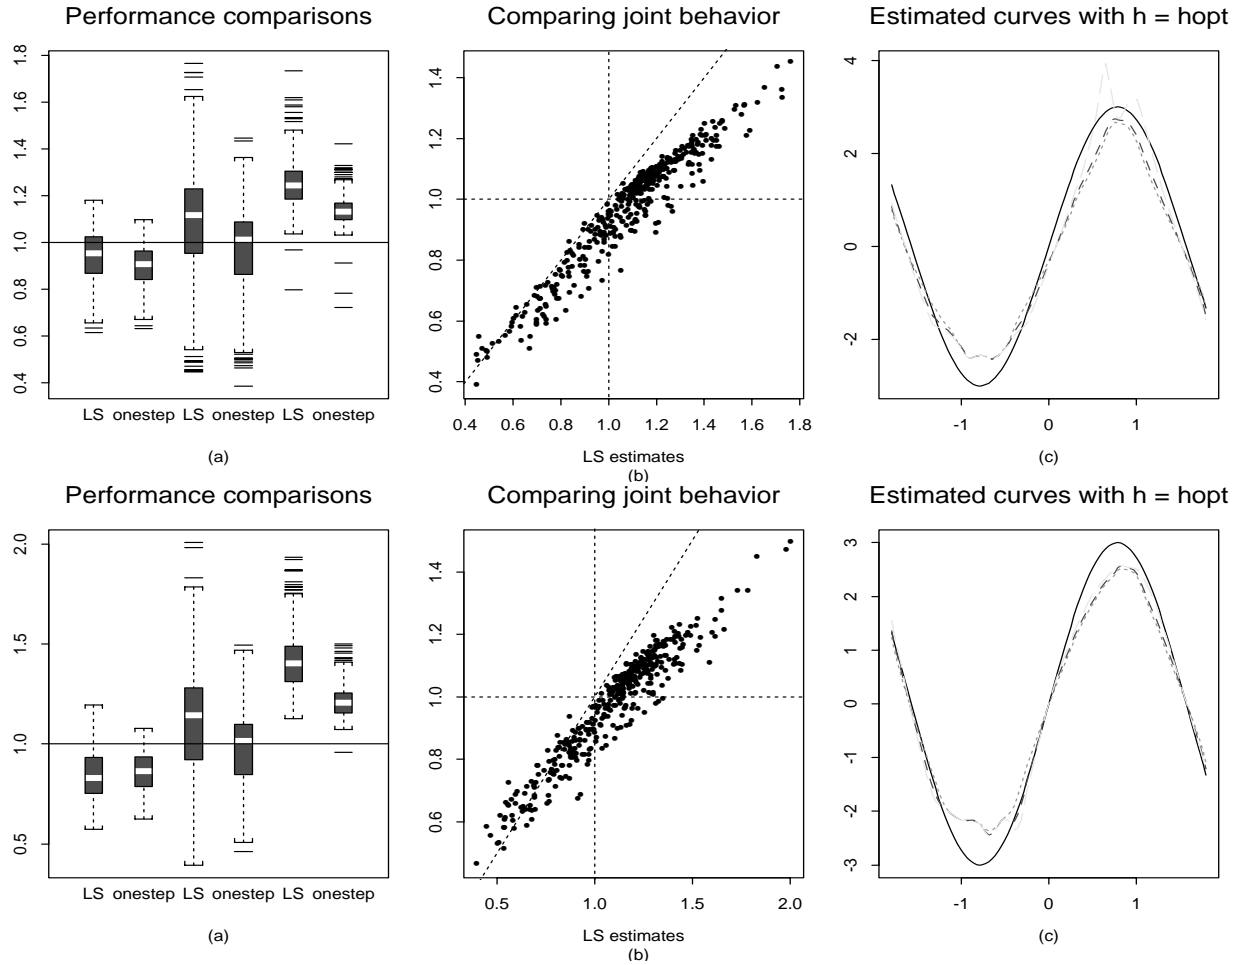 Performance comparisons
1.8
1.6
1.4
1.2
1.0
0.8
0.6
0.4
LS onestep LS onestep LS onestep
(a)
Comparing joint behavior
1.4
1.2
1.0
0.8
0.6
0.4
0.4 0.6 0.8 1.0 1.2 1.4 1.6 1.8
LS estimates
(b)
Estimated curves with h = hopt
4
2
0
-2
-1 0 1
(c)
Performance comparisons
2.0
1.5
1.0
0.5
LS onestep LS onestep LS onestep
(a)
Comparing joint behavior
1.4
1.2
1.0
0.8
0.6
0.5 1.0 1.5 2.0
LS estimates
(b)
Estimated curves with h = hopt
3
2
1
0
-1
-2
-3
-1 0 1
(c)